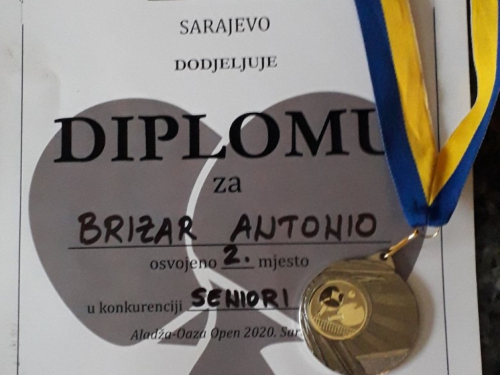 SARAJEVO
DODJELJUJE
DIPLOMU
za
BRIŽAR ANTONIO
osvojeno 2. mjesto
u konkurenciji SENIORI
Aladža-Oaza Open 2020.